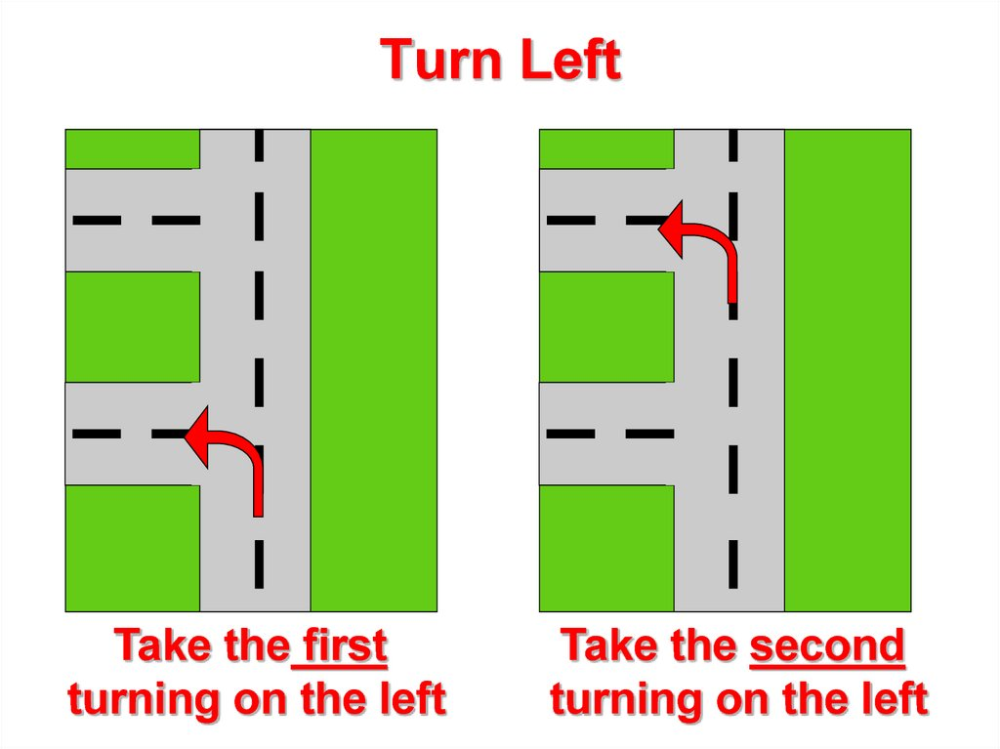 Turn Left
Take the first
turning on the left
Take the second
turning on the left